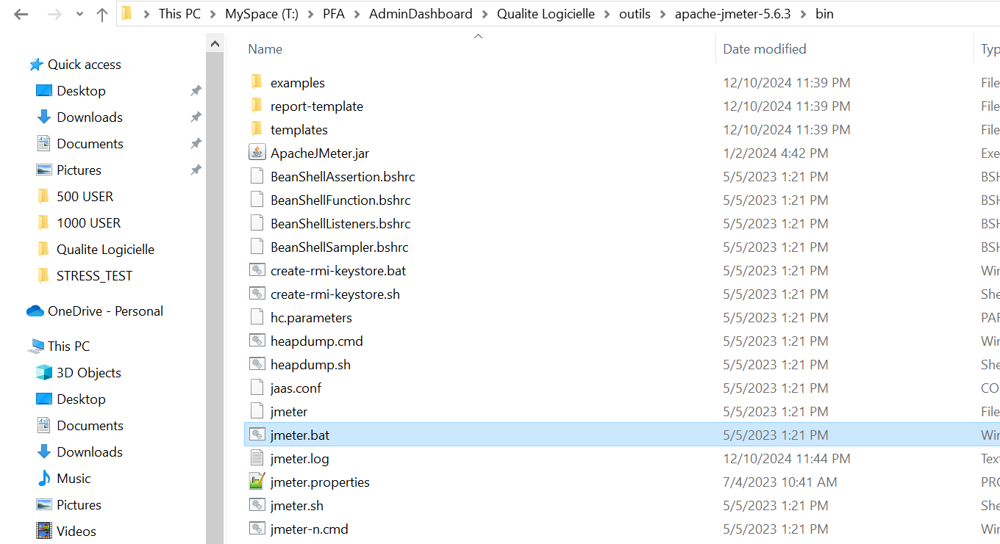 This PC > MySpace (T:) > PFA > AdminDashboard > Qualite Logicielle > outils > apache-jmeter-5.6.3 > bin
Quick access
Desktop
Downloads
Documents
Pictures
500 USER
1000 USER
Qualite Logicielle
STRESS_TEST
OneDrive - Personal
This PC
3D Objects
Desktop
Documents
Downloads
Music
Pictures
Videos
Name Date modified Typ
examples 12/10/2024 11:39 PM File
report-template 12/10/2024 11:39 PM File
templates 12/10/2024 11:39 PM File
ApacheJMeter.jar 1/2/2024 4:42 PM Exe
BeanShellAssertion.bshrc 5/5/2023 1:21 PM BSH
BeanShellFunction.bshrc 5/5/2023 1:21 PM BSH
BeanShellListeners.bshrc 5/5/2023 1:21 PM BSH
BeanShellSampler.bshrc 5/5/2023 1:21 PM BSH
create-rmi-keystore.bat 5/5/2023 1:21 PM Win
create-rmi-keystore.sh 5/5/2023 1:21 PM She
hc.parameters 5/5/2023 1:21 PM PAR
heapdump.cmd 5/5/2023 1:21 PM Win
heapdump.sh 5/5/2023 1:21 PM She
jaas.conf 5/5/2023 1:21 PM CO
jmeter 5/5/2023 1:21 PM File
jmeter.bat 5/5/2023 1:21 PM Win
jmeter.log 12/10/2024 11:44 PM Text
jmeter.properties 7/4/2023 10:41 AM PRO
jmeter.sh 5/5/2023 1:21 PM She
jmeter-n.cmd 5/5/2023 1:21 PM Win